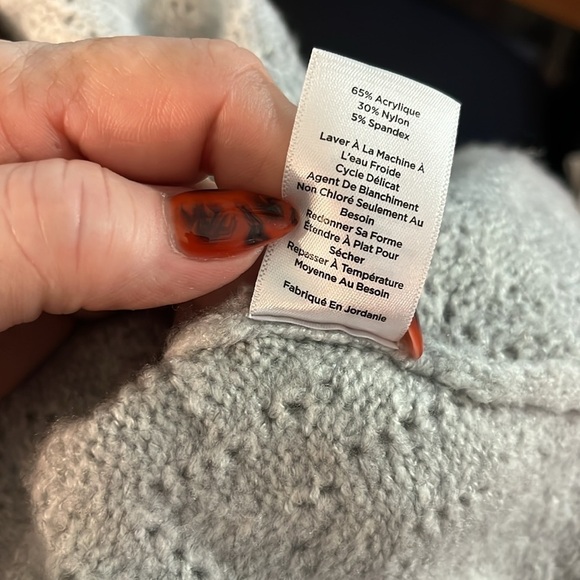 65% Acrylique
30% Nylon
5% Spandex
Laver À La Machine À
L'eau Froide
Cycle Délicat
Agent De Blanchiment
Non Chloré Seulement Au
Besoin
Redonner Sa Forme
Étendre À Plat Pour
Sécher
Repasser À Température
Moyenne Au Besoin
Fabriqué En Jordanie